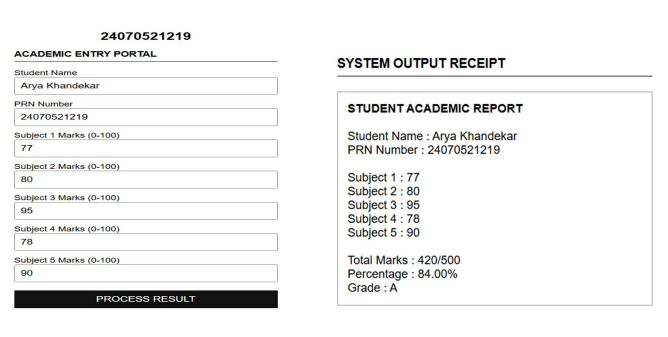 24070521219
ACADEMIC ENTRY PORTAL
Student Name
Arya Khandekar
PRN Number
24070521219
Subject 1 Marks (0-100)
77
Subject 2 Marks (0-100)
80
Subject 3 Marks (0-100)
95
Subject 4 Marks (0-100)
78
Subject 5 Marks (0-100)
90
PROCESS RESULT
SYSTEM OUTPUT RECEIPT
STUDENT ACADEMIC REPORT
Student Name : Arya Khandekar
PRN Number : 24070521219
Subject 1 : 77
Subject 2 : 80
Subject 3 : 95
Subject 4 : 78
Subject 5 : 90
Total Marks : 420/500
Percentage : 84.00%
Grade : A